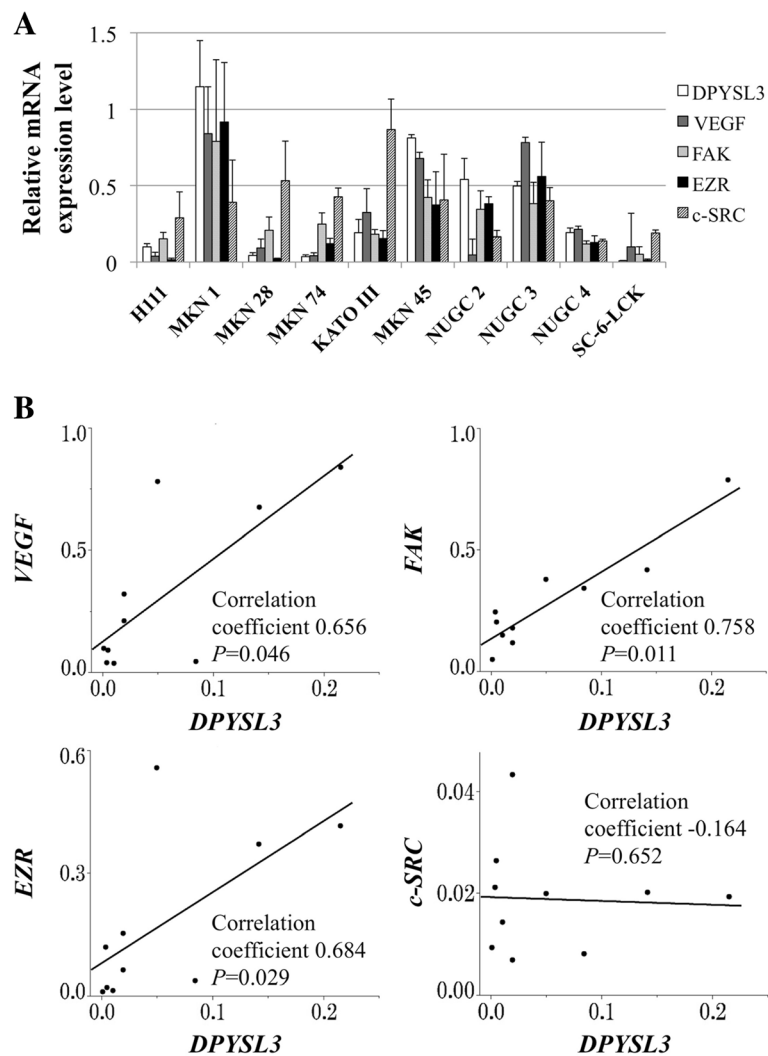 A
Relative mRNA
expression level
1.5
1
0.5
0
DPYSL3
VEGF
FAK
EZR
c-SRC
H111
MKN 1
MKN 28
MKN 74
KATO III
MKN 45
NUGC 2
NUGC 3
NUGC 4
SC-6-LCK
B
VEGF
1.0
0.5
0.0
Correlation
coefficient 0.656
P=0.046
0.0
0.1
0.2
DPYSL3
FAK
1.0
0.5
0.0
Correlation
coefficient 0.758
P=0.011
0.0
0.1
0.2
DPYSL3
EZR
0.6
0.3
0.0
Correlation
coefficient 0.684
P=0.029
0.0
0.1
0.2
DPYSL3
c-SRC
0.04
0.02
0.00
Correlation
coefficient -0.164
P=0.652
0.0
0.1
0.2
DPYSL3